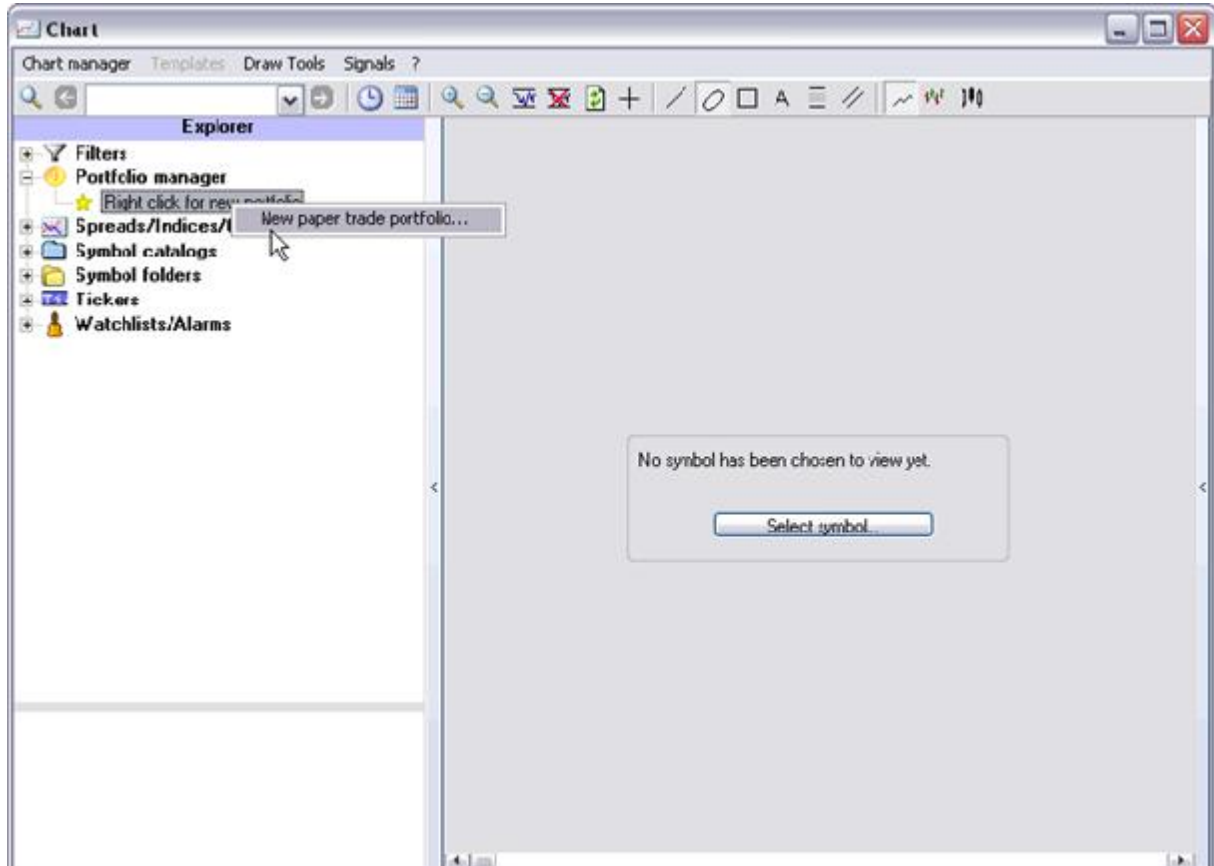 Chart
Chart manager Templates Draw Tools Signals ?
A
Explorer
Filters
Portfolio manager
Right click for new portfolio
New paper trade portfolio...
Spreads/Indices/
Symbol catalogs
Symbol folders
Tickers
Watchlists/Alarms
No symbol has been chosen to view yet.
Select symbol...